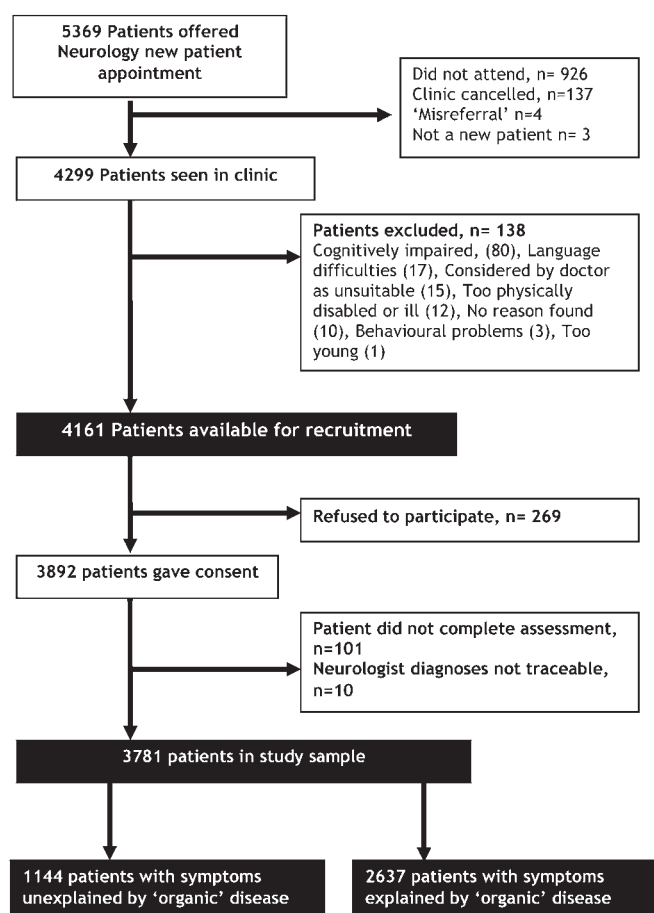 5369 Patients offered
Neurology new patient
appointment
Did not attend, n= 926
Clinic cancelled, n=137
‘Misreferral’ n=4
Not a new patient n= 3
4299 Patients seen in clinic
Patients excluded, n= 138
Cognitively impaired, (80), Language
difficulties (17), Considered by doctor
as unsuitable (15), Too physically
disabled or ill (12), No reason found
(10), Behavioural problems (3), Too
young (1)
4161 Patients available for recruitment
Refused to participate, n= 269
3892 patients gave consent
Patient did not complete assessment,
n=101
Neurologist diagnoses not traceable,
n=10
3781 patients in study sample
1144 patients with symptoms
unexplained by ‘organic’ disease
2637 patients with symptoms
explained by ‘organic’ disease